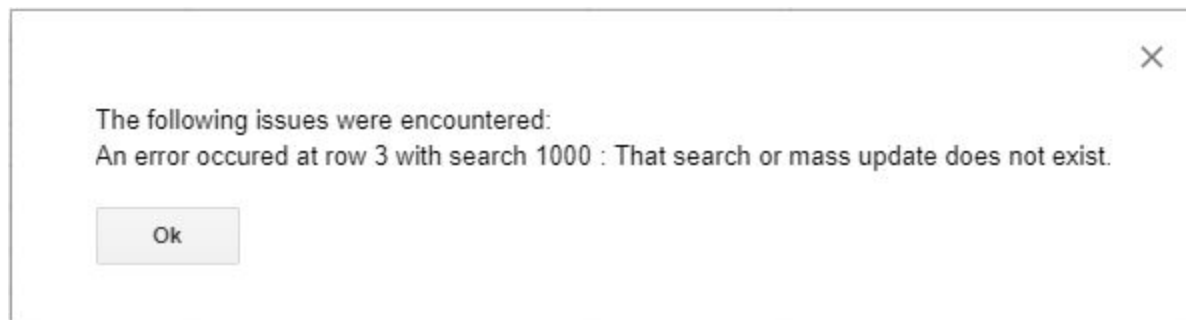 The following issues were encountered:
An error occured at row 3 with search 1000 : That search or mass update does not exist.
Ok